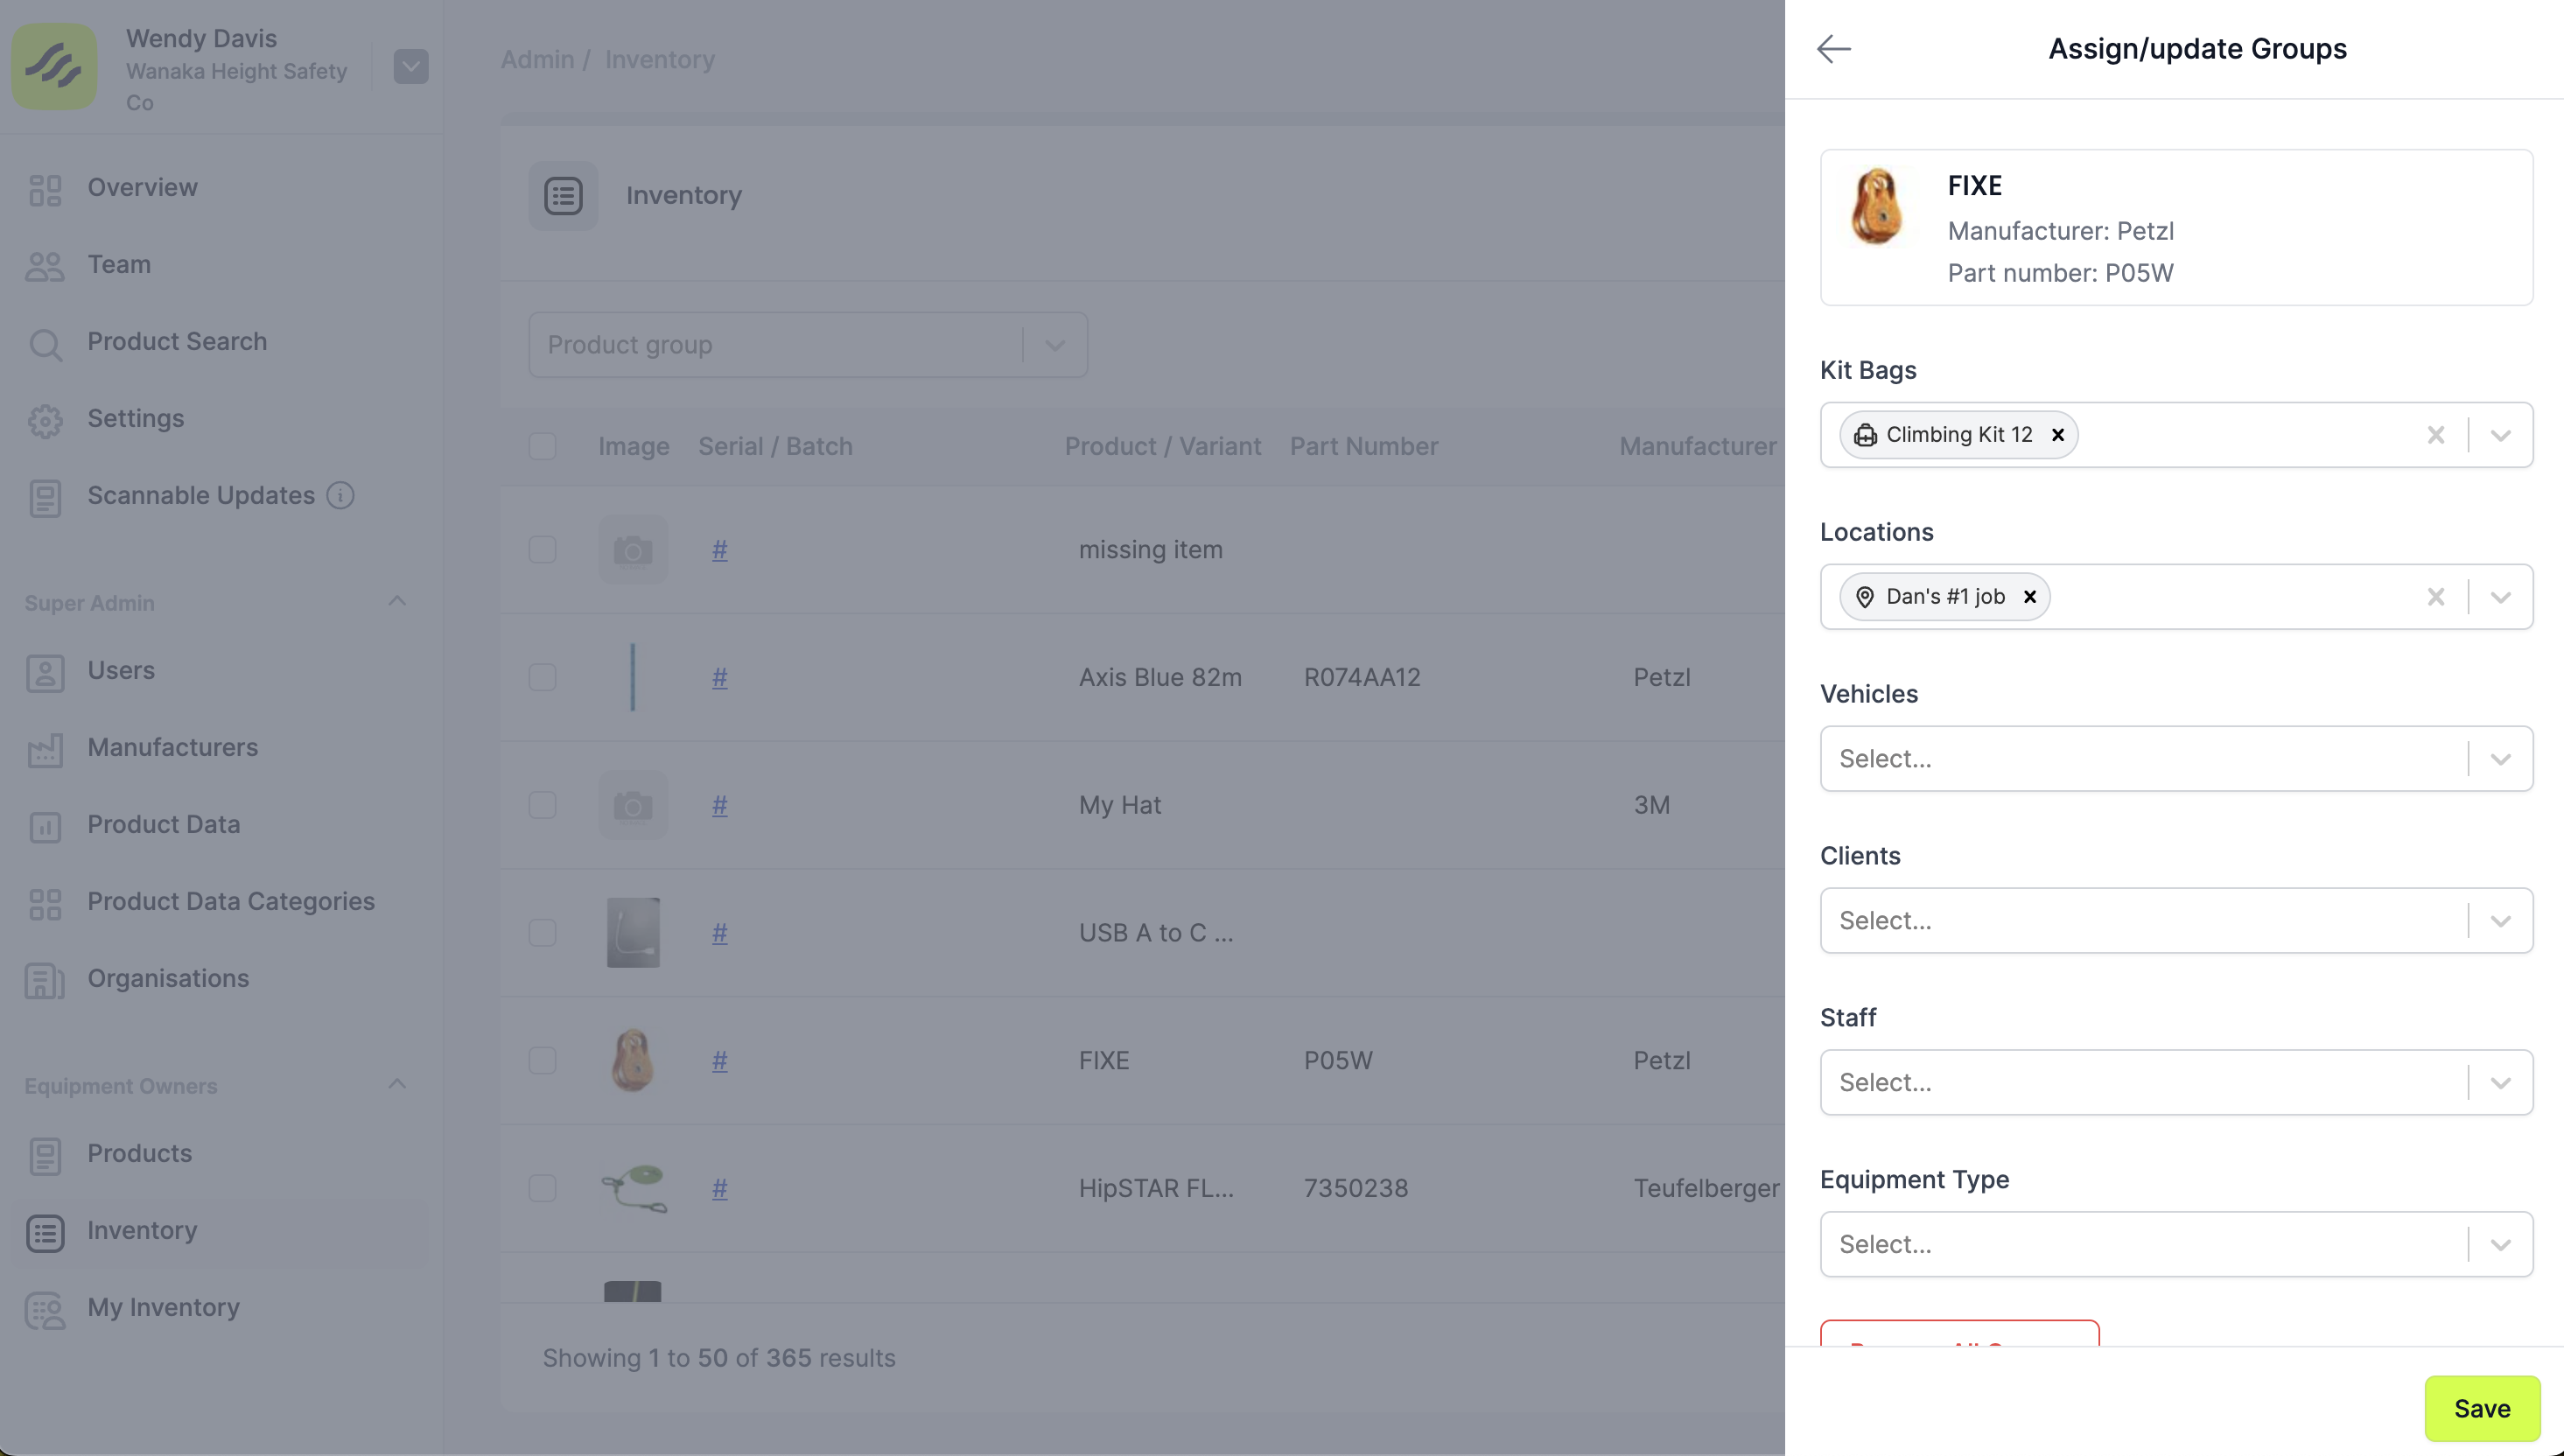 Wendy Davis
Wanaka Height Safety
Co
Overview
Team
Product Search
Settings
Scannable Updates
Super Admin
Users
Manufacturers
Product Data
Product Data Categories
Organisations
Equipment Owners
Products
Inventory
My Inventory
Admin / Inventory
Inventory
Product group
Image Serial / Batch Product / Variant Part Number Manufacturer
# missing item
# Axis Blue 82m R074AA12 Petzl
# My Hat 3M
# USB A to C ...
# FIXE P05W Petzl
# HipSTAR FL... 7350238 Teufelberger
Showing 1 to 50 of 365 results
Assign/update Groups
FIXE
Manufacturer: Petzl
Part number: P05W
Kit Bags
Climbing Kit 12
Locations
Dan's #1 job
Vehicles
Select...
Clients
Select...
Staff
Select...
Equipment Type
Select...
Save